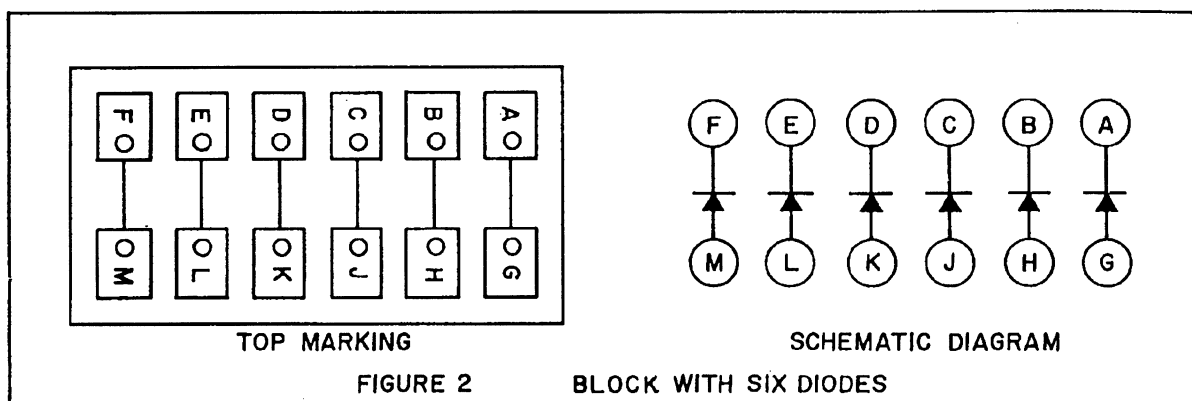 F E D C B A
M L K J H G
TOP MARKING
F E D C B A
M L K J H G
SCHEMATIC DIAGRAM
FIGURE 2 BLOCK WITH SIX DIODES